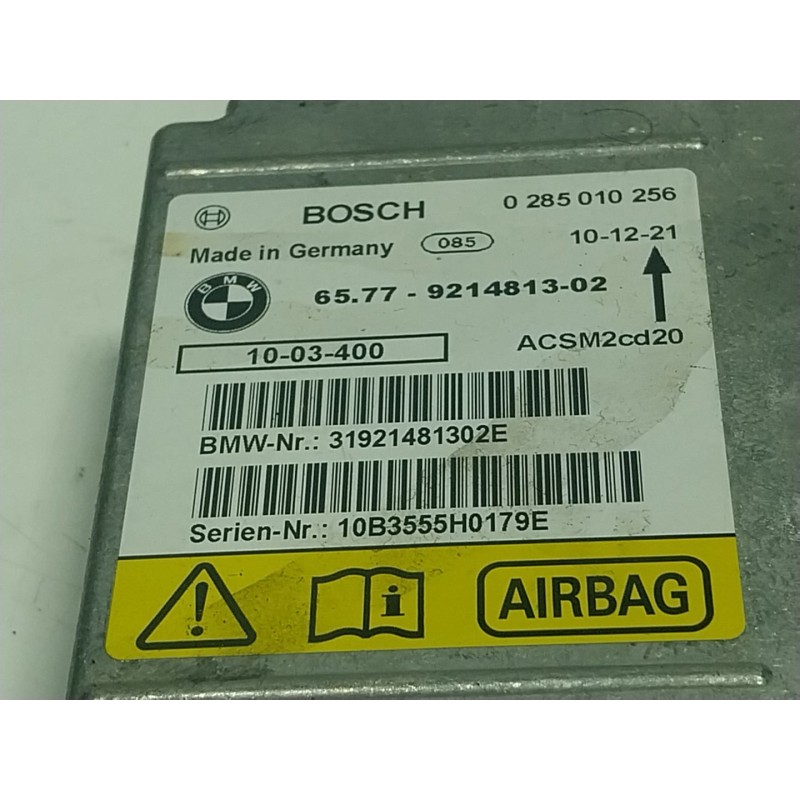 BOSCH 0 285 010 256
Made in Germany 085 10-12-21
BMW 65.77 - 9214813-02
10-03-400 ACSM2cd20
BMW-Nr.: 31921481302E
Serien-Nr.: 10B3555H0179E
! i AIRBAG